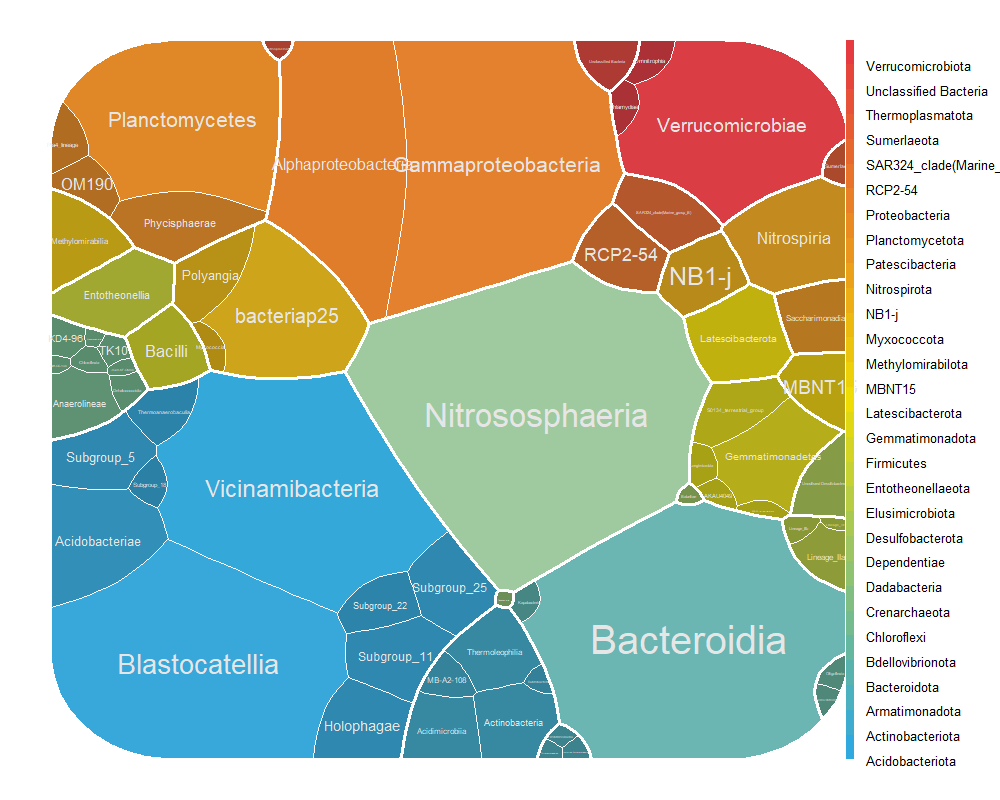 Planctomycetes
OM190
Phycisphaerae
Alphaproteobacteria
Gammaproteobacteria
Verrucomicrobiae
RCP2-54
NB1-j
Nitrospiria
Methylomirabilia
Entotheonellia
Polyangia
bacteriap25
Bacilli
KD4-96
TK10
Anaerolineae
Latescibacterota
Saccharimonadia
MBNT15
Gemmatimonadetes
Nitrososphaeria
Thermoanaerobaculia
Subgroup_5
Subgroup_18
Vicinamibacteria
Acidobacteriae
Lineage_IIa
Subgroup_25
Subgroup_22
Subgroup_11
Blastocatellia
Holophagae
Thermoleophilia
MB-A2-108
Acidimicrobiia
Actinobacteria
Bacteroidia
Verrucomicrobiota
Unclassified Bacteria
Thermoplasmatota
Sumerlaeota
SAR324_clade(Marine_
RCP2-54
Proteobacteria
Planctomycetota
Patescibacteria
Nitrospirota
NB1-j
Myxococcota
Methylomirabilota
MBNT15
Latescibacterota
Gemmatimonadota
Firmicutes
Entotheonellaeota
Elusimicrobiota
Desulfobacterota
Dependentiae
Dadabacteria
Crenarchaeota
Chloroflexi
Bdellovibrionota
Bacteroidota
Armatimonadota
Actinobacteriota
Acidobacteriota